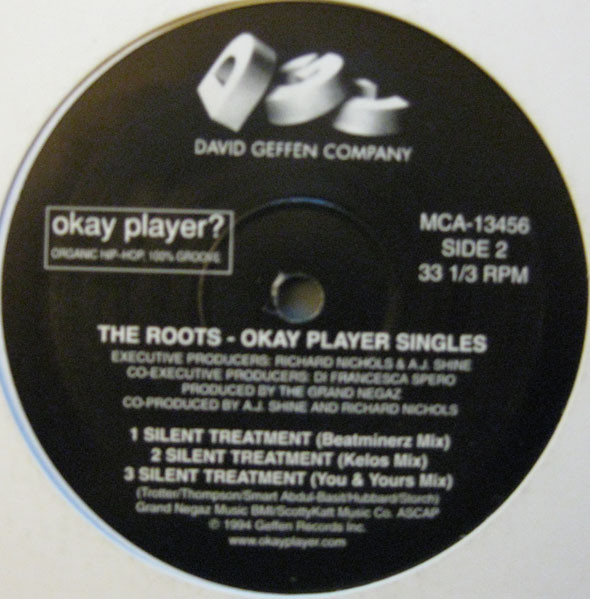 DGC
DAVID GEFFEN COMPANY
okay player?
ORGANIC HIP-HOP, 100% GROOVE
MCA-13456
SIDE 2
33 1/3 RPM
THE ROOTS - OKAY PLAYER SINGLES
EXECUTIVE PRODUCERS: RICHARD NICHOLS & A.J. SHINE
CO-EXECUTIVE PRODUCERS: DI FRANCESCA SPERO
PRODUCED BY THE GRAND NEGAZ
CO-PRODUCED BY A.J. SHINE AND RICHARD NICHOLS
1 SILENT TREATMENT (Beatminerz Mix)
2 SILENT TREATMENT (Kelos Mix)
3 SILENT TREATMENT (You & Yours Mix)
(Trotter/Thompson/Smart Abdul-Basit/Hubbard/Storch)
Grand Negaz Music BMI/ScottyKatt Music Co. ASCAP
© 1994 Geffen Records Inc.
www.okayplayer.com